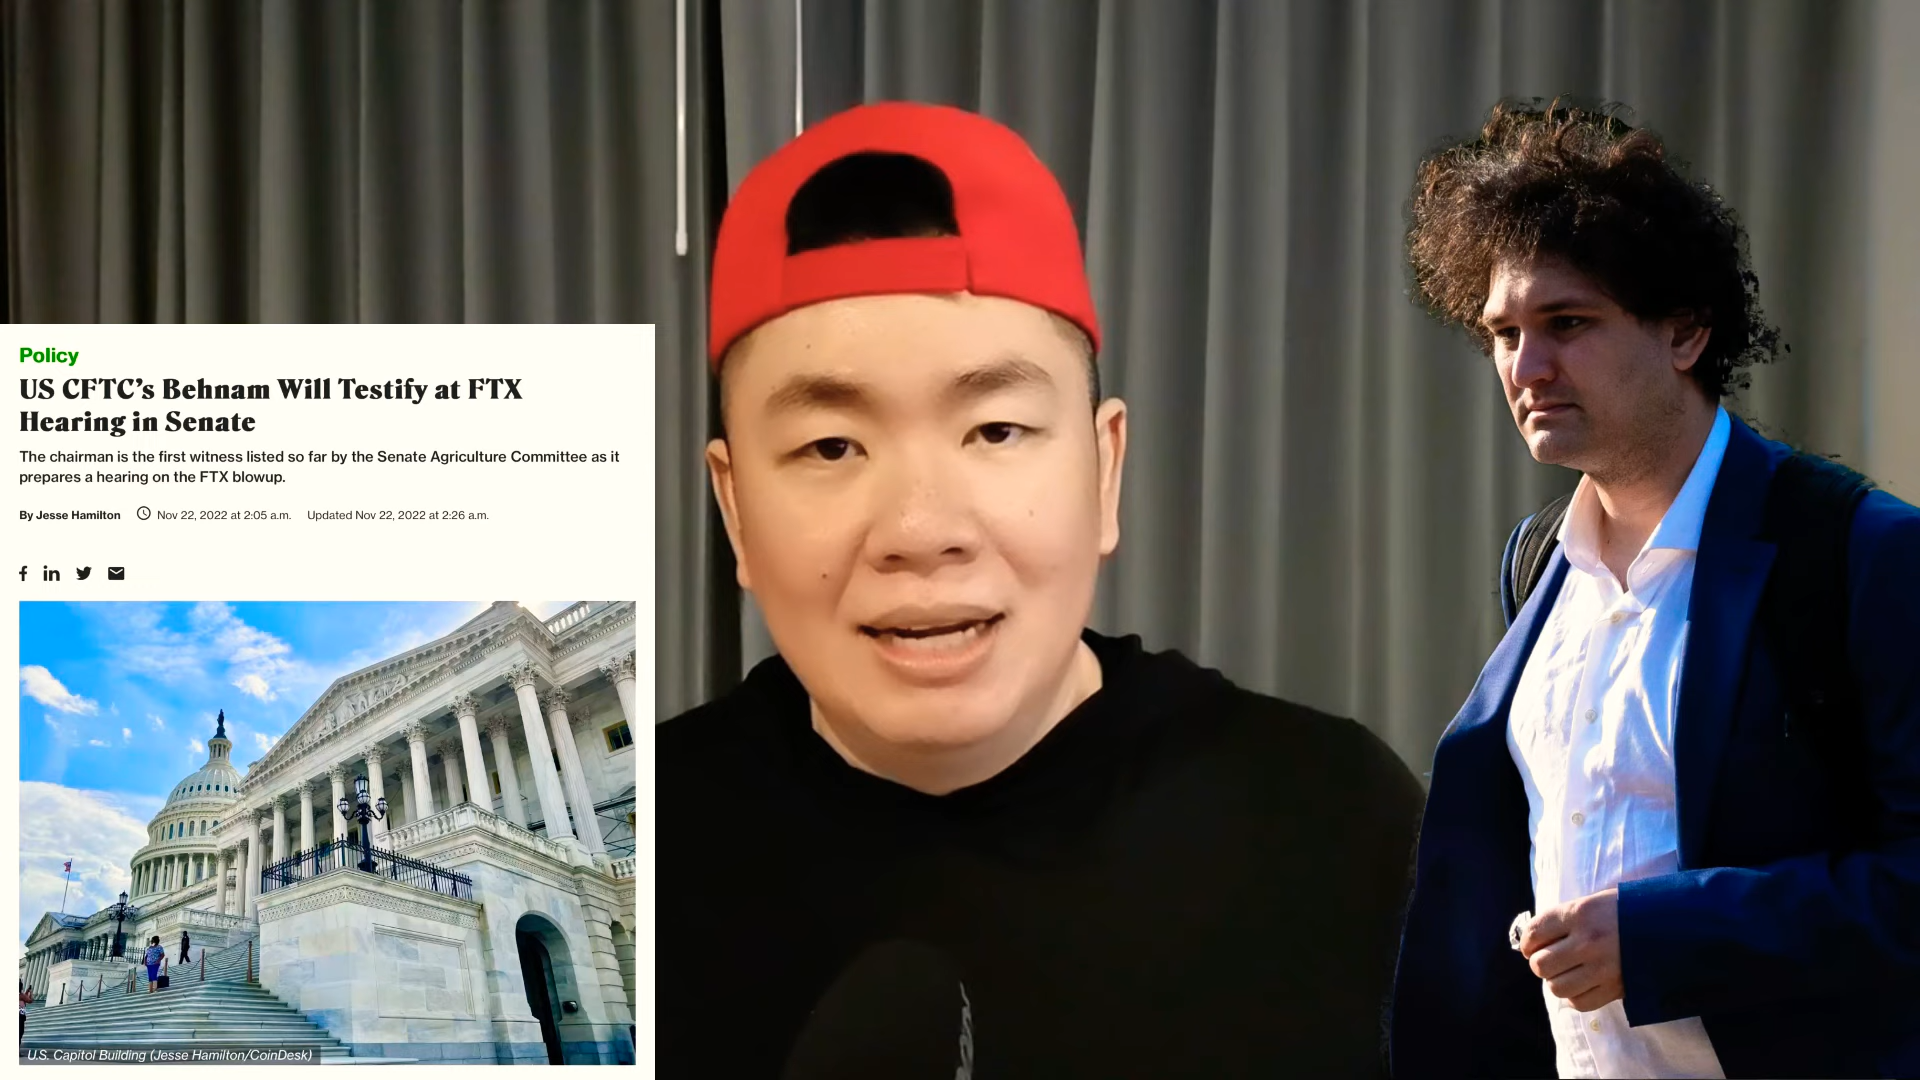 Policy
US CFTC’s Behnam Will Testify at FTX
Hearing in Senate
The chairman is the first witness listed so far by the Senate Agriculture Committee as it
prepares a hearing on the FTX blowup.
By Jesse Hamilton Nov 22, 2022 at 2:05 a.m. Updated Nov 22, 2022 at 2:26 a.m.
U.S. Capitol Building (Jesse Hamilton/CoinDesk)